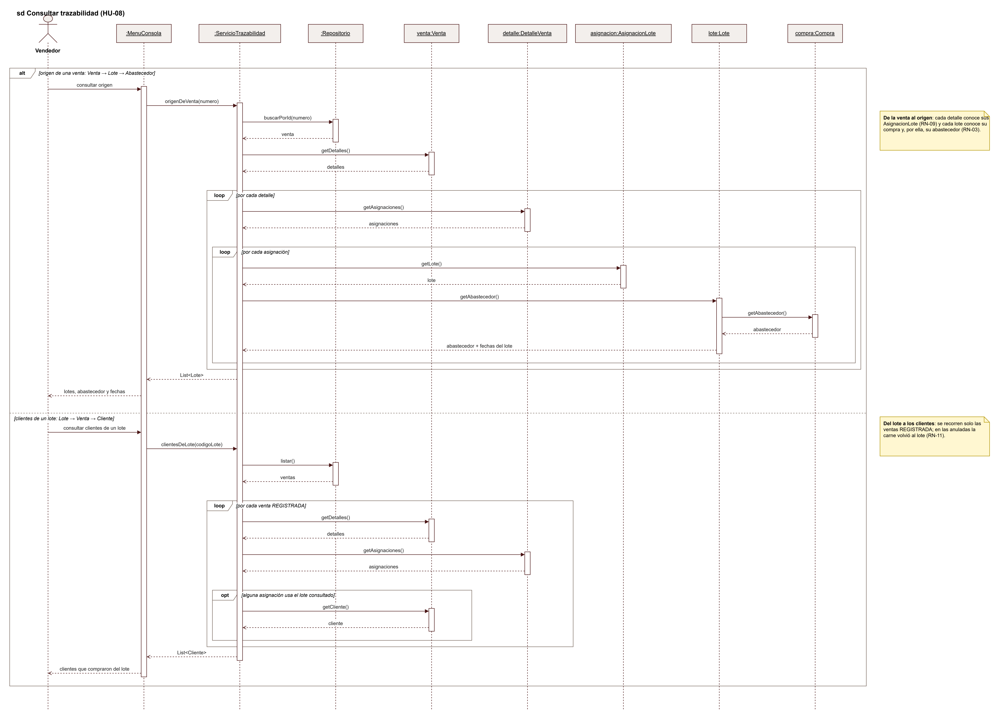 sd Consultar trazabilidad (HU-08)
:MenuConsola
:ServicioTrazabilidad
:Repositorio
venta:Venta
detalle:DetalleVenta
asignacion:AsignacionLote
lote:Lote
compra:Compra
Vendedor
alt
[origen de una venta: Venta → Lote → Abastecedor]
consultar origen
origenDeVenta(numero)
De la venta al origen: cada detalle conoce sus
AsignacionLote (RN-09) y cada lote conoce su
compra y, por ella, su abastecedor (RN-03).
buscarPorId(numero)
venta
getDetalles()
detalles
loop
[por cada detalle]
getAsignaciones()
asignaciones
loop
[por cada asignación]
getLote()
lote
getAbastecedor()
getAbastecedor()
abastecedor
abastecedor + fechas del lote
List<Lote>
lotes, abastecedor y fechas
[clientes de un lote: Lote → Venta → Cliente]
Del lote a los clientes: se recorren solo las
ventas REGISTRADA; en las anuladas la
carne volvió al lote (RN-11).
consultar clientes de un lote
clientesDeLote(codigoLote)
listar()
ventas
loop
[por cada venta REGISTRADA]
getDetalles()
detalles
getAsignaciones()
asignaciones
opt
[alguna asignación usa el lote consultado]
getCliente()
cliente
List<Cliente>
clientes que compraron del lote